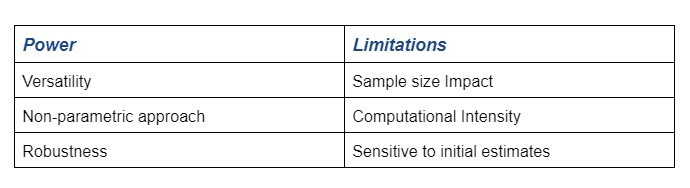 Power Limitations
Versatility Sample size Impact
Non-parametric approach Computational Intensity
Robustness Sensitive to initial estimates